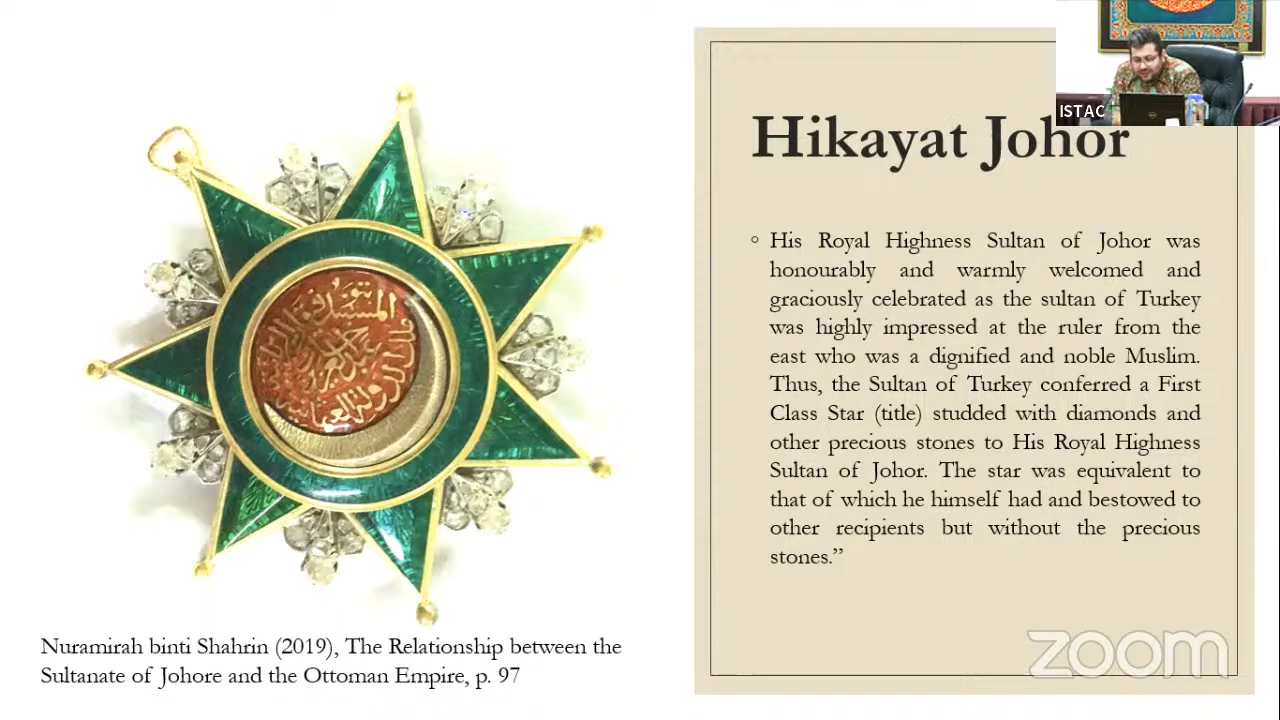 المستند
ملك الدولة العثمانية
Nuramirah binti Shahrin (2019), The Relationship between the
Sultanate of Johore and the Ottoman Empire, p. 97
ISTAC
Hikayat Johor
◦ His Royal Highness Sultan of Johor was
honourably and warmly welcomed and
graciously celebrated as the sultan of Turkey
was highly impressed at the ruler from the
east who was a dignified and noble Muslim.
Thus, the Sultan of Turkey conferred a First
Class Star (title) studded with diamonds and
other precious stones to His Royal Highness
Sultan of Johor. The star was equivalent to
that of which he himself had and bestowed to
other recipients but without the precious
stones.”
zoom